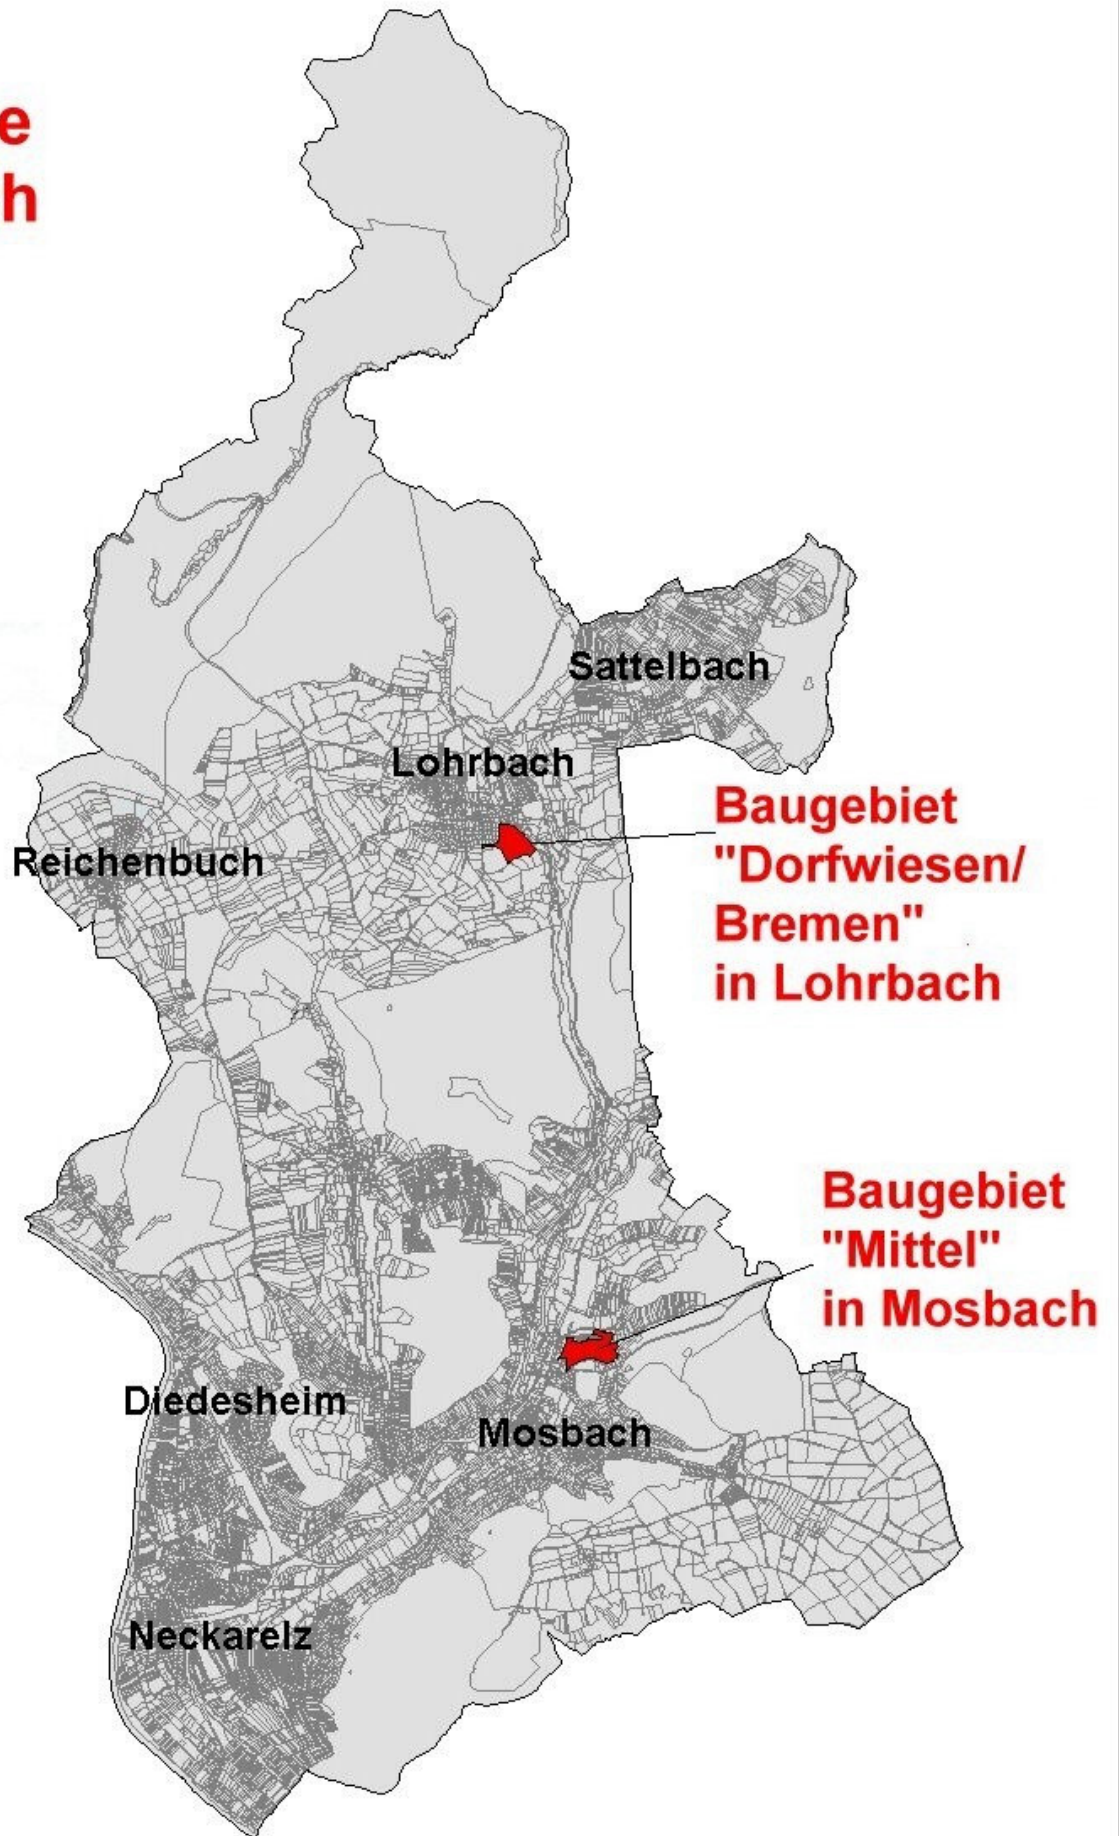 e
h
Sattelbach
Lohrbach
Baugebiet
"Dorfwiesen/
Bremen"
in Lohrbach
Reichenbuch
Baugebiet
"Mittel"
in Mosbach
Diedesheim
Mosbach
Neckarelz